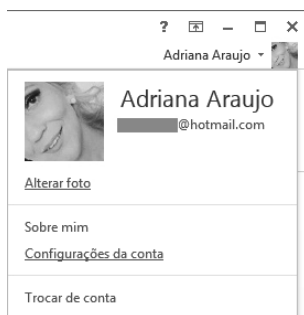 ?
Adriana Araujo
Adriana Araujo
@hotmail.com
Alterar foto
Sobre mim
Configurações da conta
Trocar de conta